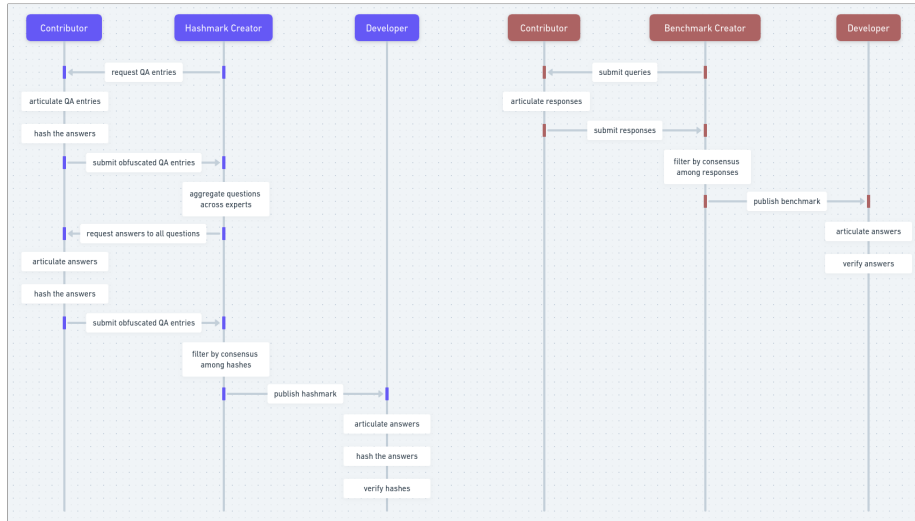 Contributor
Hashmark Creator
Developer
request QA entries
articulate QA entries
hash the answers
submit obfuscated QA entries
aggregate questions
across experts
request answers to all questions
articulate answers
hash the answers
submit obfuscated QA entries
filter by consensus
among hashes
publish hashmark
articulate answers
hash the answers
verify hashes
Contributor
Benchmark Creator
Developer
submit queries
articulate responses
submit responses
filter by consensus
among responses
publish benchmark
articulate answers
verify answers